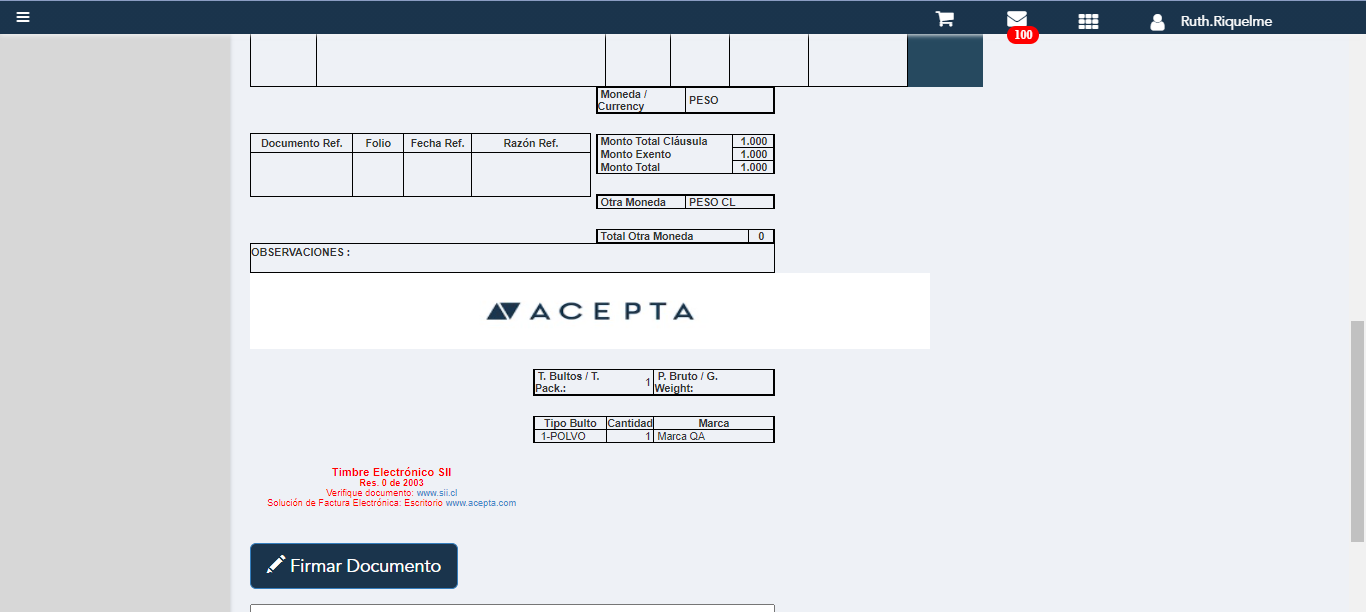 Ruth.Riquelme
100
Moneda /
Currency
PESO
Documento Ref. Folio Fecha Ref. Razón Ref.
Monto Total Cláusula 1.000
Monto Exento 1.000
Monto Total 1.000
Otra Moneda PESO CL
Total Otra Moneda 0
OBSERVACIONES :
ACEPTA
T. Bultos / T.
Pack.:
1
P. Bruto / G.
Weight:
Tipo Bulto Cantidad Marca
1-POLVO 1 Marca QA
Timbre Electrónico SII
Res. 0 de 2003
Verifique documento: www.sii.cl
Solución de Factura Electrónica: Escritorio www.acepta.com
Firmar Documento